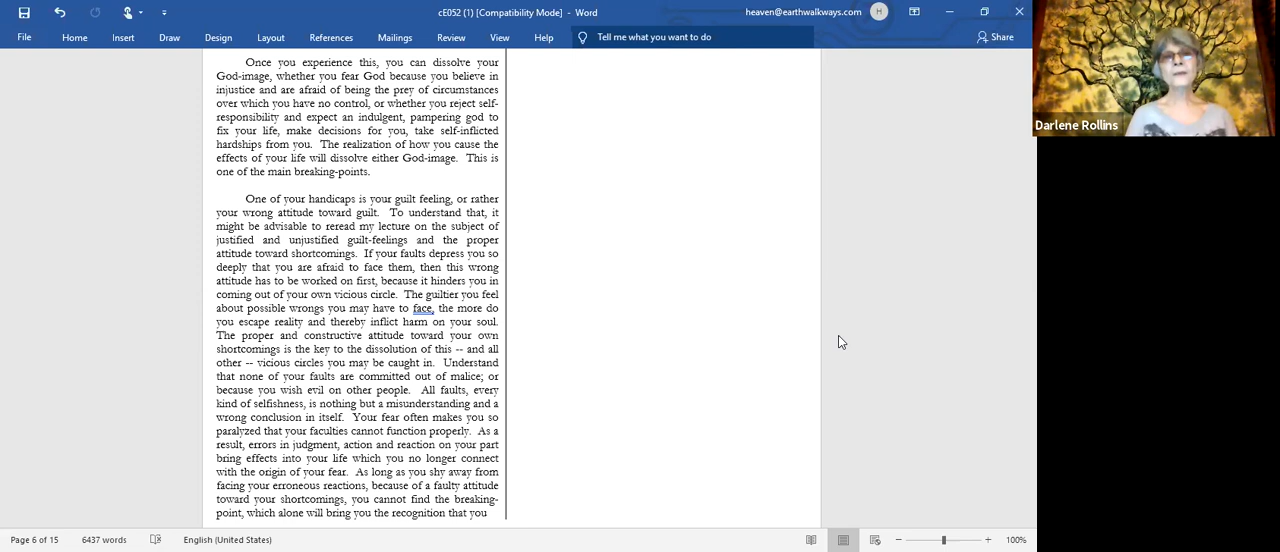 cE052 (1) [Compatibility Mode] - Word
heaven@earthwalkways.com
H
File
Home
Insert
Draw
Design
Layout
References
Mailings
Review
View
Help
Tell me what you want to do
Share
Darlene Rollins
Once you experience this, you can dissolve your
God-image, whether you fear God because you believe in
injustice and are afraid of being the prey of circumstances
over which you have no control, or whether you reject self-
responsibility and expect an indulgent, pampering god to
fix your life, make decisions for you, take self-inflicted
hardships from you. The realization of how you cause the
effects of your life will dissolve either God-image. This is
one of the main breaking-points.
One of your handicaps is your guilt feeling, or rather
your wrong attitude toward guilt. To understand that, it
might be advisable to reread my lecture on the subject of
justified and unjustified guilt-feelings and the proper
attitude toward shortcomings. If your faults depress you so
deeply that you are afraid to face them, then this wrong
attitude has to be worked on first, because it hinders you in
coming out of your own vicious circle. The guiltier you feel
about possible wrongs you may have to face, the more do
you escape reality and thereby inflict harm on your soul.
The proper and constructive attitude toward your own
shortcomings is the key to the dissolution of this -- and all
other -- vicious circles you may be caught in. Understand
that none of your faults are committed out of malice; or
because you wish evil on other people. All faults, every
kind of selfishness, is nothing but a misunderstanding and a
wrong conclusion in itself. Your fear often makes you so
paralyzed that your faculties cannot function properly. As a
result, errors in judgment, action and reaction on your part
bring effects into your life which you no longer connect
with the origin of your fear. As long as you shy away from
facing your erroneous reactions, because of a faulty attitude
toward your shortcomings, you cannot find the breaking-
point, which alone will bring you the recognition that you
Page 6 of 15
6437 words
English (United States)
100%